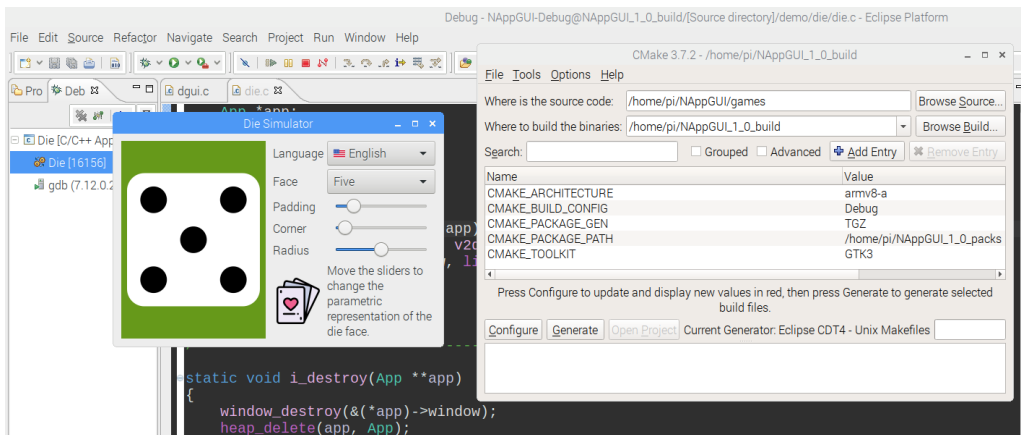 Debug - NAppGUI-Debug@NAppGUI_1_0_build/[Source directory]/demo/die/die.c - Eclipse Platform
File Edit Source Refactor Navigate Search Project Run Window Help
Pro Deb
dgui.c die.c
App *app;
Die [C/C++ App
Die [16156]
gdb (7.12.0.2
Die Simulator
Language English
Face Five
Padding
Corner
Radius
Move the sliders to
change the
parametric
representation of the
die face.
app)
v2d
, li
static void i_destroy(App **app)
{
window_destroy(&(*app)->window);
heap_delete(app, App);
CMake 3.7.2 - /home/pi/NAppGUI_1_0_build
File Tools Options Help
Where is the source code: /home/pi/NAppGUI/games Browse Source...
Where to build the binaries: /home/pi/NAppGUI_1_0_build Browse Build...
Search: Grouped Advanced Add Entry Remove Entry
Name Value
CMAKE_ARCHITECTURE armv8-a
CMAKE_BUILD_CONFIG Debug
CMAKE_PACKAGE_GEN TGZ
CMAKE_PACKAGE_PATH /home/pi/NAppGUI_1_0_packs
CMAKE_TOOLKIT GTK3
Press Configure to update and display new values in red, then press Generate to generate selected
build files.
Configure Generate Open Project Current Generator: Eclipse CDT4 - Unix Makefiles